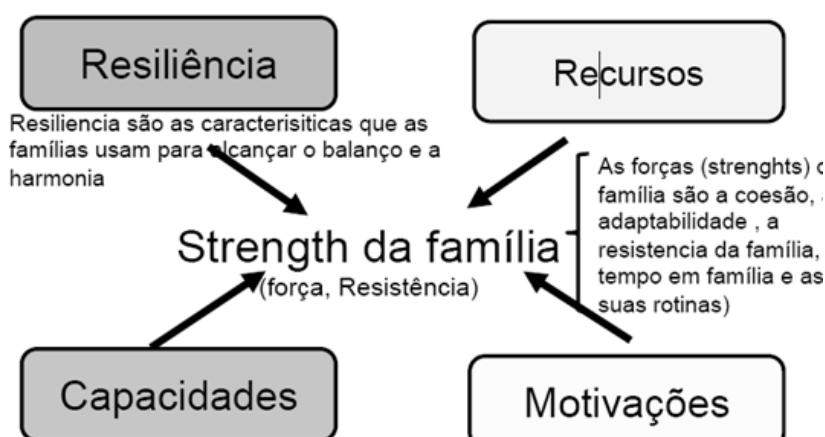 Resiliência
Recursos
Resiliencia são as caracterisiticas que as
famílias usam para alcançar o balanço e a
harmonia
As forças (strenghts)
família são a coesão,
adaptabilidade , a
resistencia da família,
tempo em família e as
suas rotinas)
Strength da família
(força, Resistência)
Capacidades
Motivações